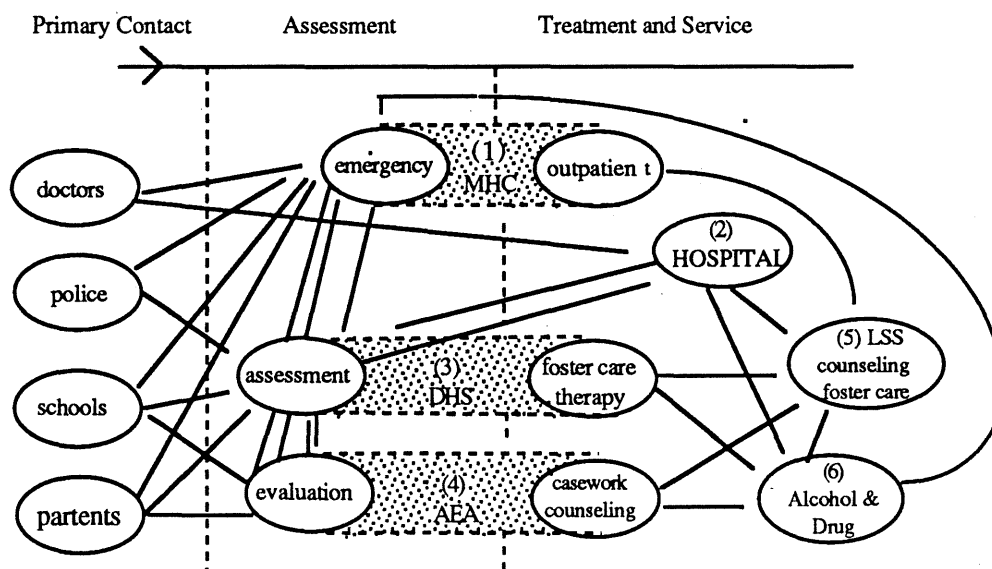 Primary Contact Assessment Treatment and Service
emergency
(1)
MHC
outpatien t
doctors
(2)
HOSPITAL
police
assessment
(3)
DHS
foster care
therapy
(5) LSS
counseling
foster care
schools
evaluation
(4)
AEA
casework
counseling
(6)
Alcohol &
Drug
partents